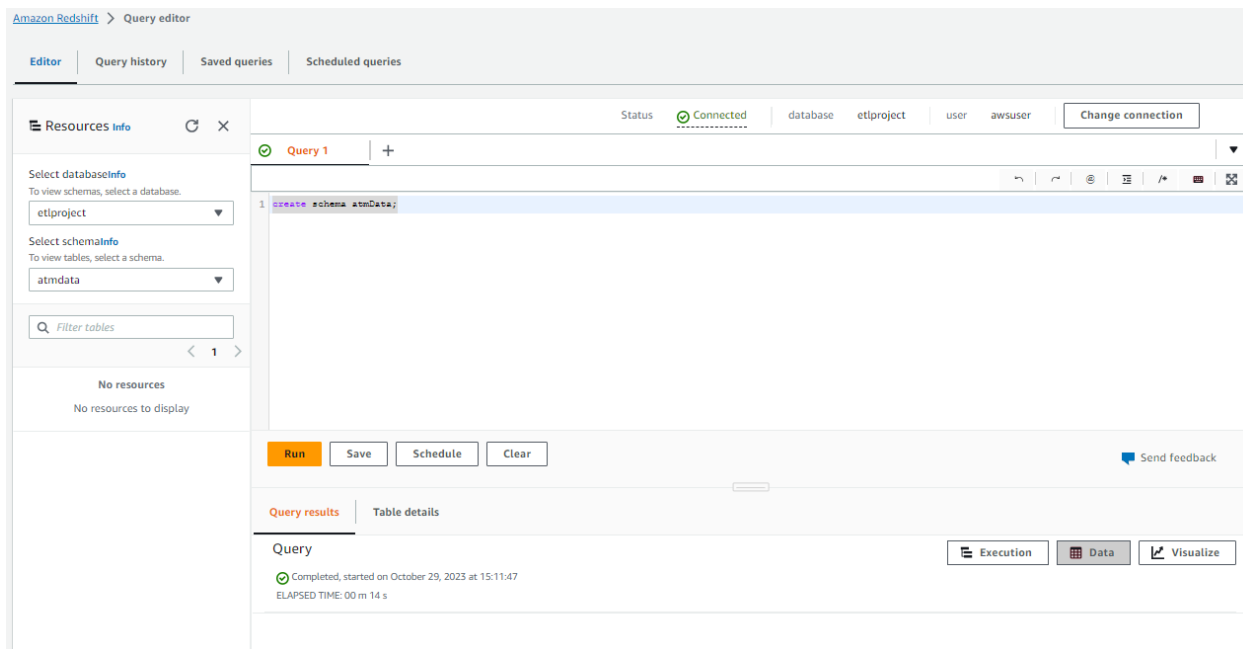 Amazon Redshift > Query editor
Editor Query history Saved queries Scheduled queries
Resources Info
Status Connected database etlproject user awsuser Change connection
Query 1 +
Select databaseInfo
To view schemas, select a database.
etlproject
Select schemaInfo
To view tables, select a schema.
atmdata
Filter tables
< 1 >
No resources
No resources to display
1 create schema atmData;
Run Save Schedule Clear
Send feedback
Query results Table details
Query
Execution Data Visualize
Completed, started on October 29, 2023 at 15:11:47
ELAPSED TIME: 00 m 14 s